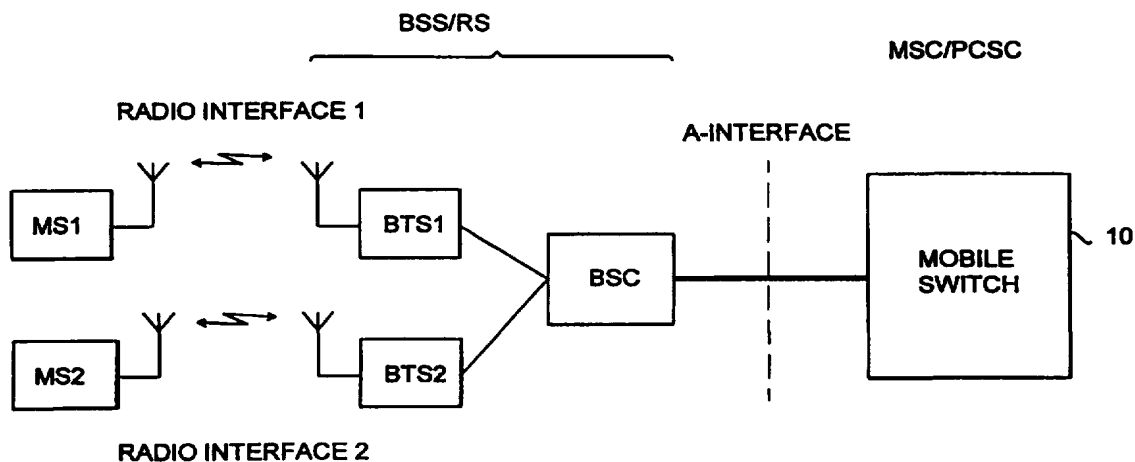 BSS/RS
MSC/PCSC
RADIO INTERFACE 1
A-INTERFACE
MS1
BTS1
BSC
MOBILE
SWITCH
10
MS2
BTS2
RADIO INTERFACE 2